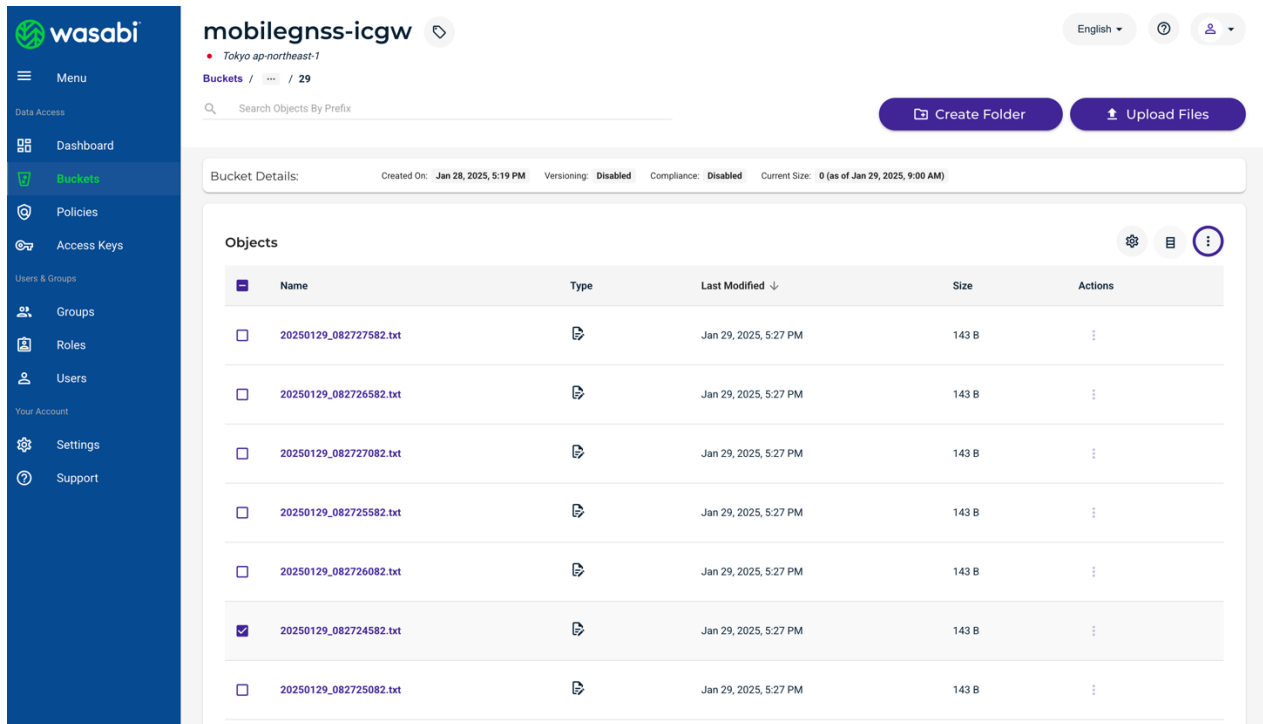 wasabi
Menu
Data Access
Dashboard
Buckets
Policies
Access Keys
Users & Groups
Groups
Roles
Users
Your Account
Settings
Support
mobilegnss-icgw
Tokyo ap-northeast-1
Buckets / ... / 29
Search Objects By Prefix
English
Create Folder
Upload Files
Bucket Details: Created On: Jan 28, 2025, 5:19 PM Versioning: Disabled Compliance: Disabled Current Size: 0 (as of Jan 29, 2025, 9:00 AM)
Objects
Name Type Last Modified Size Actions
20250129_082727582.txt Jan 29, 2025, 5:27 PM 143 B
20250129_082726582.txt Jan 29, 2025, 5:27 PM 143 B
20250129_082727082.txt Jan 29, 2025, 5:27 PM 143 B
20250129_082725582.txt Jan 29, 2025, 5:27 PM 143 B
20250129_082726082.txt Jan 29, 2025, 5:27 PM 143 B
20250129_082724582.txt Jan 29, 2025, 5:27 PM 143 B
20250129_082725082.txt Jan 29, 2025, 5:27 PM 143 B